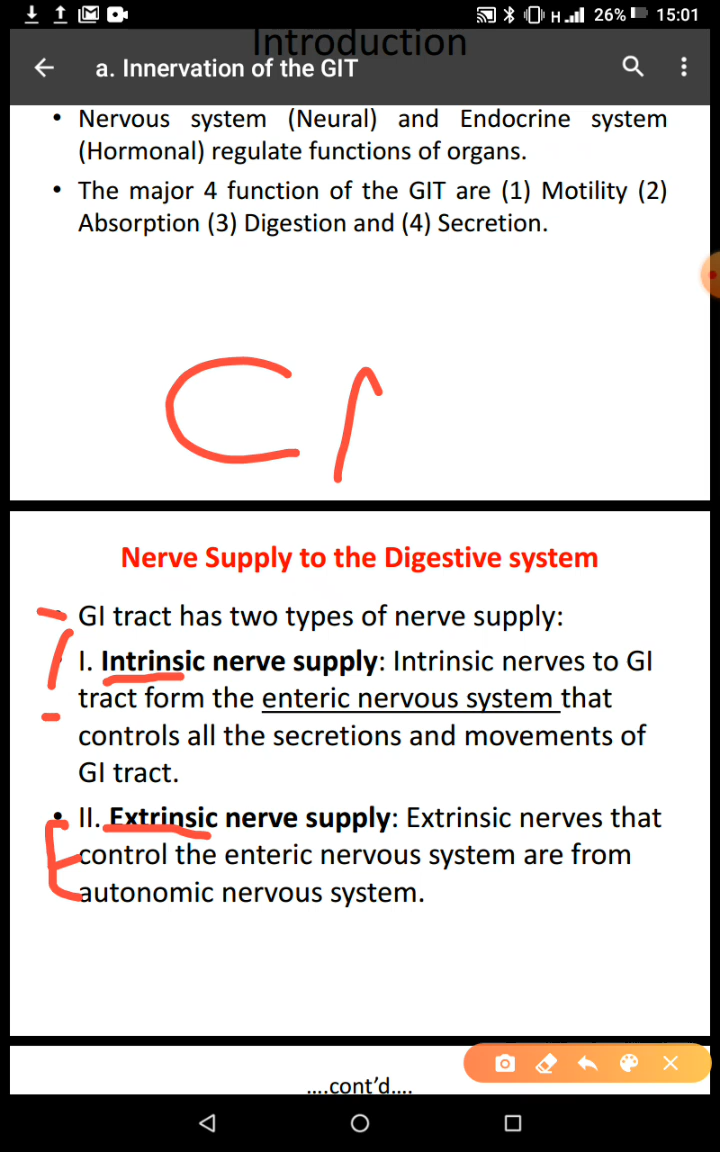 26% 15:01
Introduction
a. Innervation of the GIT
• Nervous system (Neural) and Endocrine system
(Hormonal) regulate functions of organs.
• The major 4 function of the GIT are (1) Motility (2)
Absorption (3) Digestion and (4) Secretion.
Nerve Supply to the Digestive system
GI tract has two types of nerve supply:
I. Intrinsic nerve supply: Intrinsic nerves to GI
tract form the enteric nervous system that
controls all the secretions and movements of
GI tract.
• II. Extrinsic nerve supply: Extrinsic nerves that
control the enteric nervous system are from
autonomic nervous system.
....cont'd....